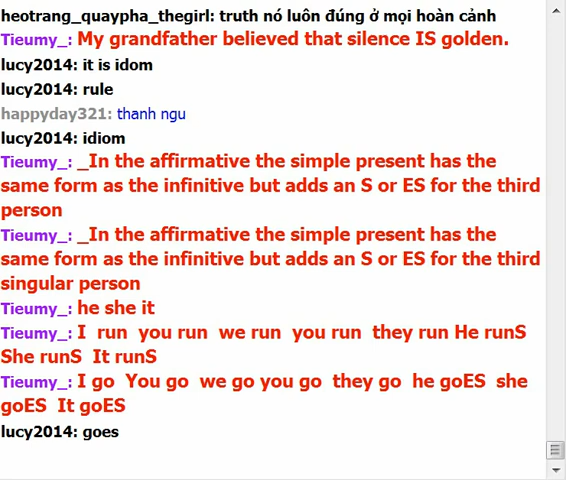 heotrang_quaypha_thegirl: truth nó luôn đúng ở mọi hoàn cảnh
Tieumy_: My grandfather believed that silence IS golden.
lucy2014: it is idom
lucy2014: rule
happyday321: thanh ngu
lucy2014: idiom
Tieumy_: _In the affirmative the simple present has the
same form as the infinitive but adds an S or ES for the third
person
Tieumy_: _In the affirmative the simple present has the
same form as the infinitive but adds an S or ES for the third
singular person
Tieumy_: he she it
Tieumy_: I run you run we run you run they run He runS
She runS It runS
Tieumy_: I go You go we go you go they go he goES she
goES It goES
lucy2014: goes